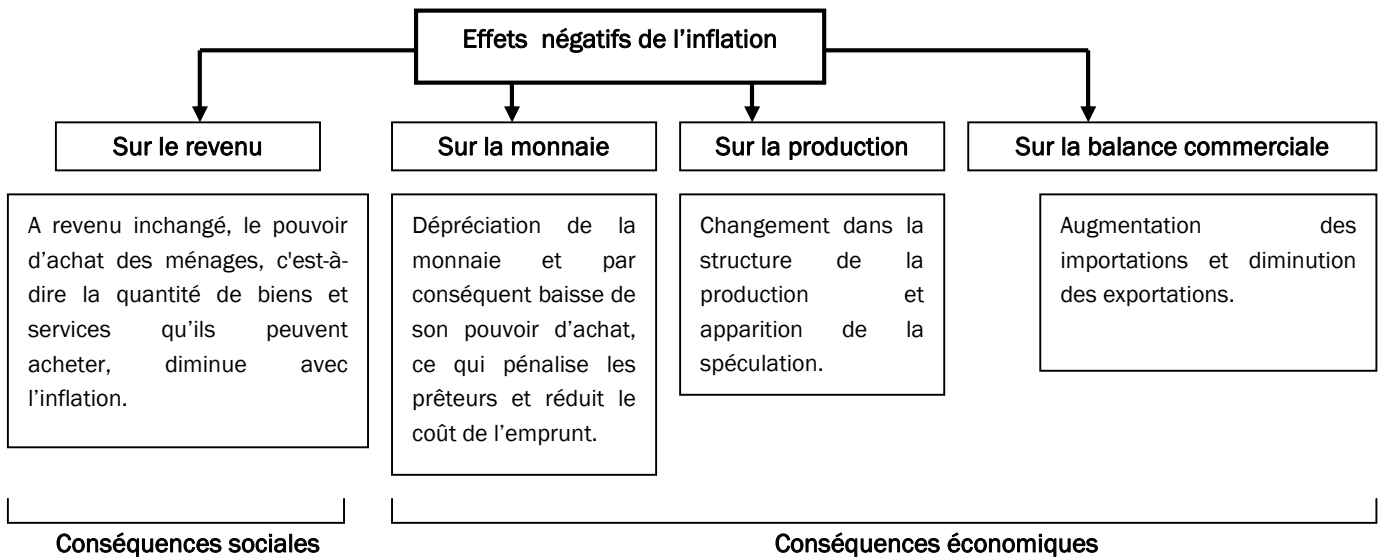 Effets négatifs de l’inflation
Sur le revenu
Sur la monnaie
Sur la production
Sur la balance commerciale
A revenu inchangé, le pouvoir
d’achat des ménages, c'est-à-
dire la quantité de biens et
services qu’ils peuvent
acheter, diminue avec
l’inflation.
Dépréciation de la
monnaie et par
conséquent baisse de
son pouvoir d’achat,
ce qui pénalise les
prêteurs et réduit le
coût de l’emprunt.
Changement dans la
structure de la
production et
apparition de la
spéculation.
Augmentation des
importations et diminution
des exportations.
Conséquences sociales
Conséquences économiques